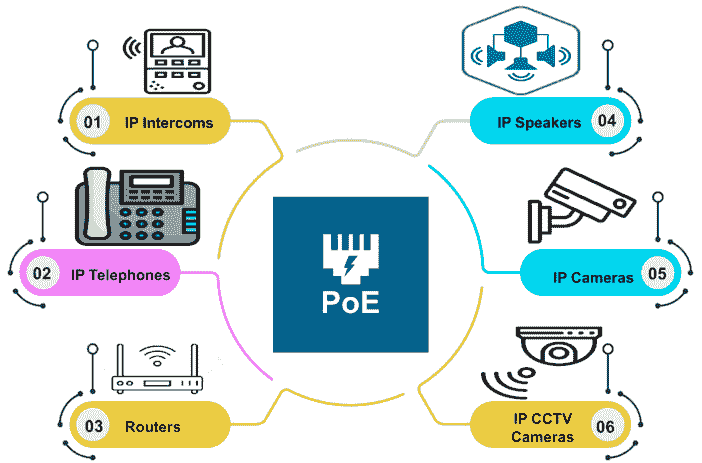 01
IP Intercoms
02
IP Telephones
03
Routers
PoE
IP Speakers
04
IP Cameras
05
IP CCTV
Cameras
06